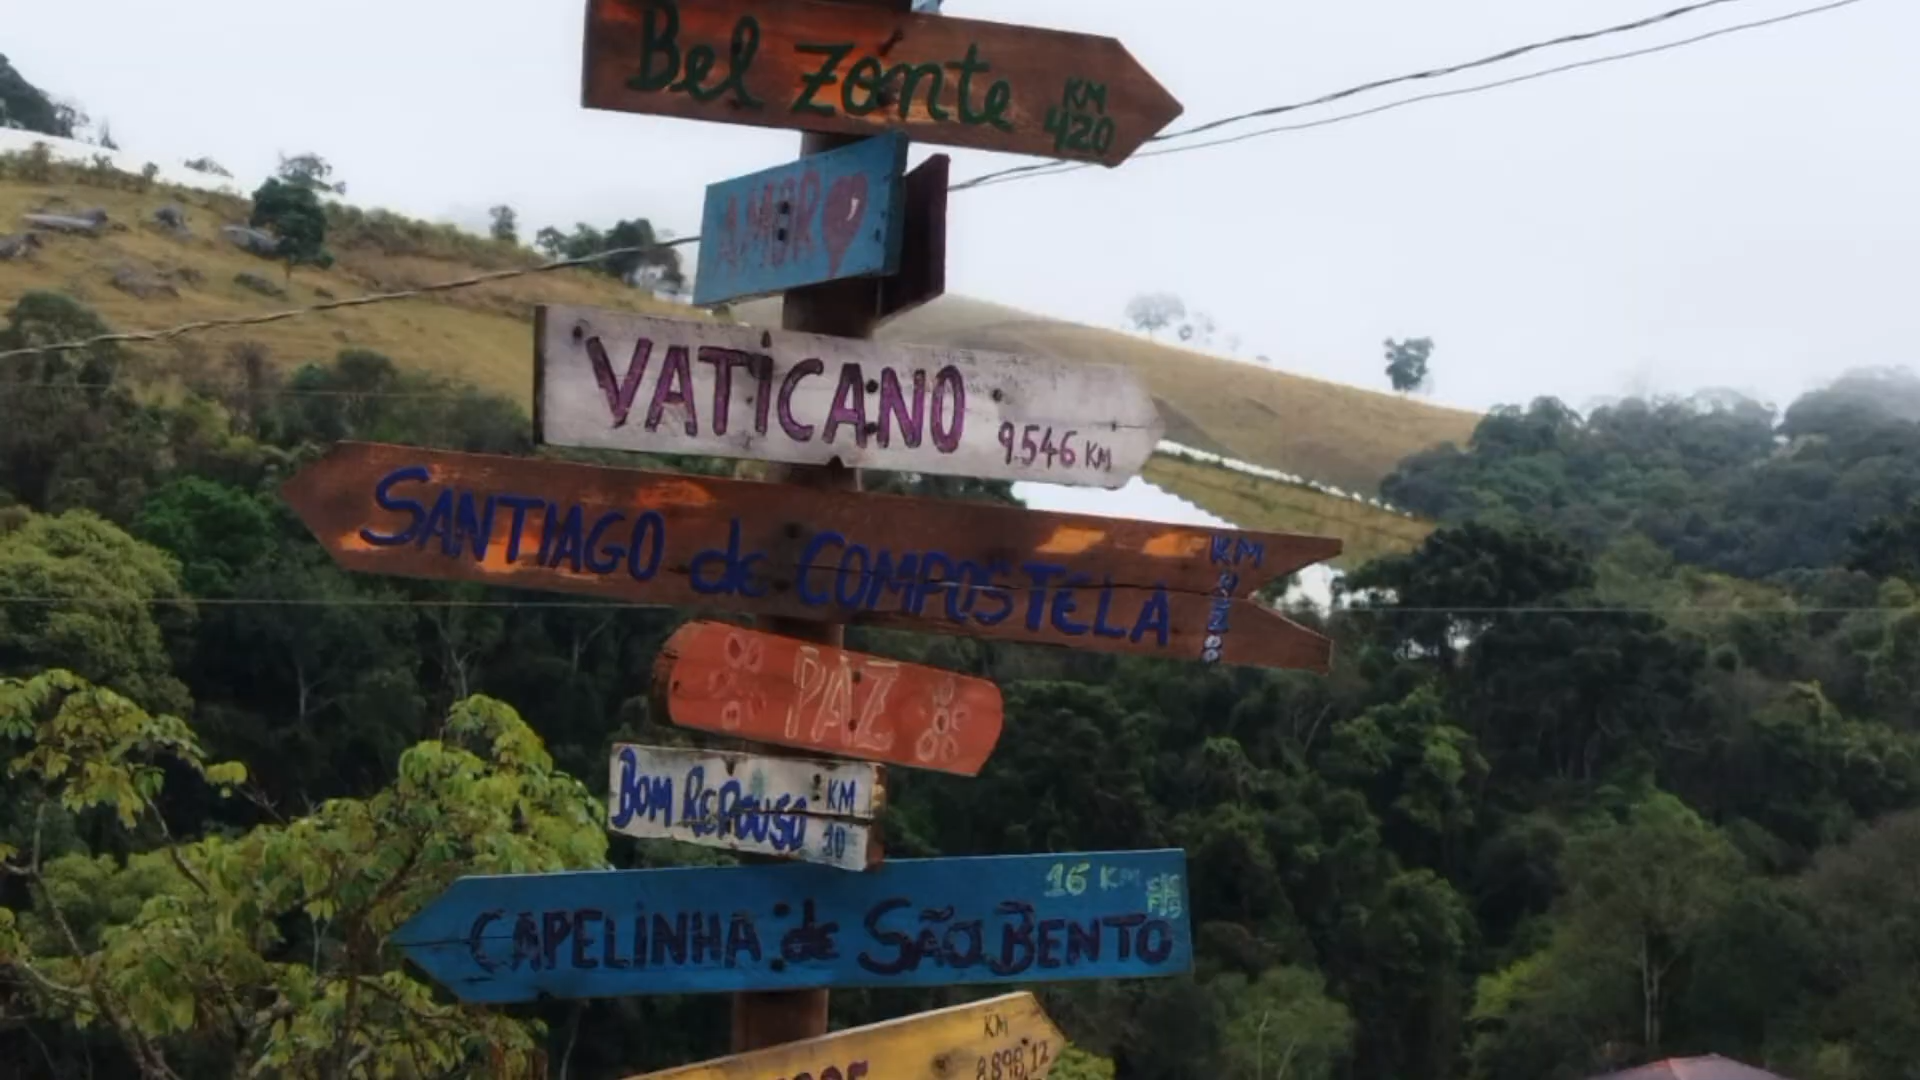 Bel Zónte KM 420
AMOR
VATICANO 9.546 KM
SANTIAGO de COMPOSTELA KM
PAZ
BOM REPOUSO KM 10
16 KM
CAPELINHA de SÃO BENTO
KM
8.898,12